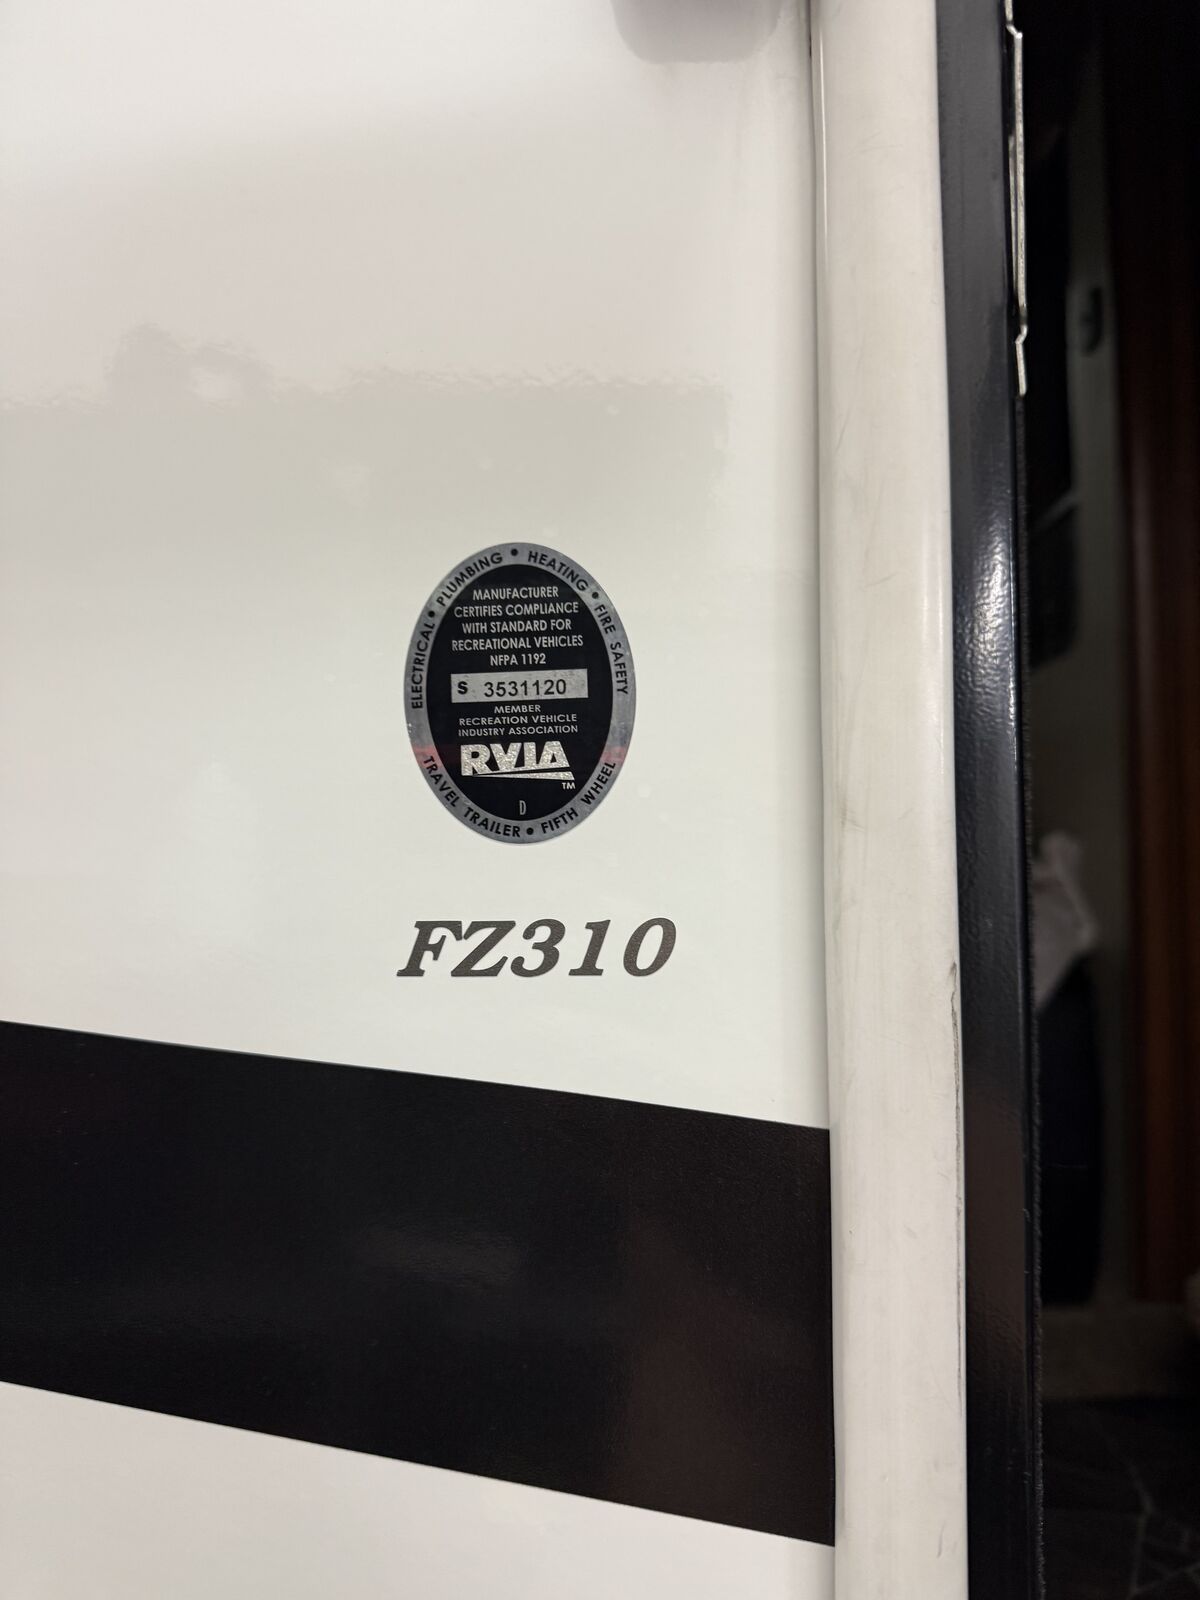 ELECTRICAL • PLUMBING • HEATING • FIRE SAFETY
MANUFACTURER
CERTIFIES COMPLIANCE
WITH STANDARD FOR
RECREATIONAL VEHICLES
NFPA 1192
S 3531120
MEMBER
RECREATION VEHICLE
INDUSTRY ASSOCIATION
RVIA
TM
D
TRAVEL TRAILER • FIFTH WHEEL
FZ310